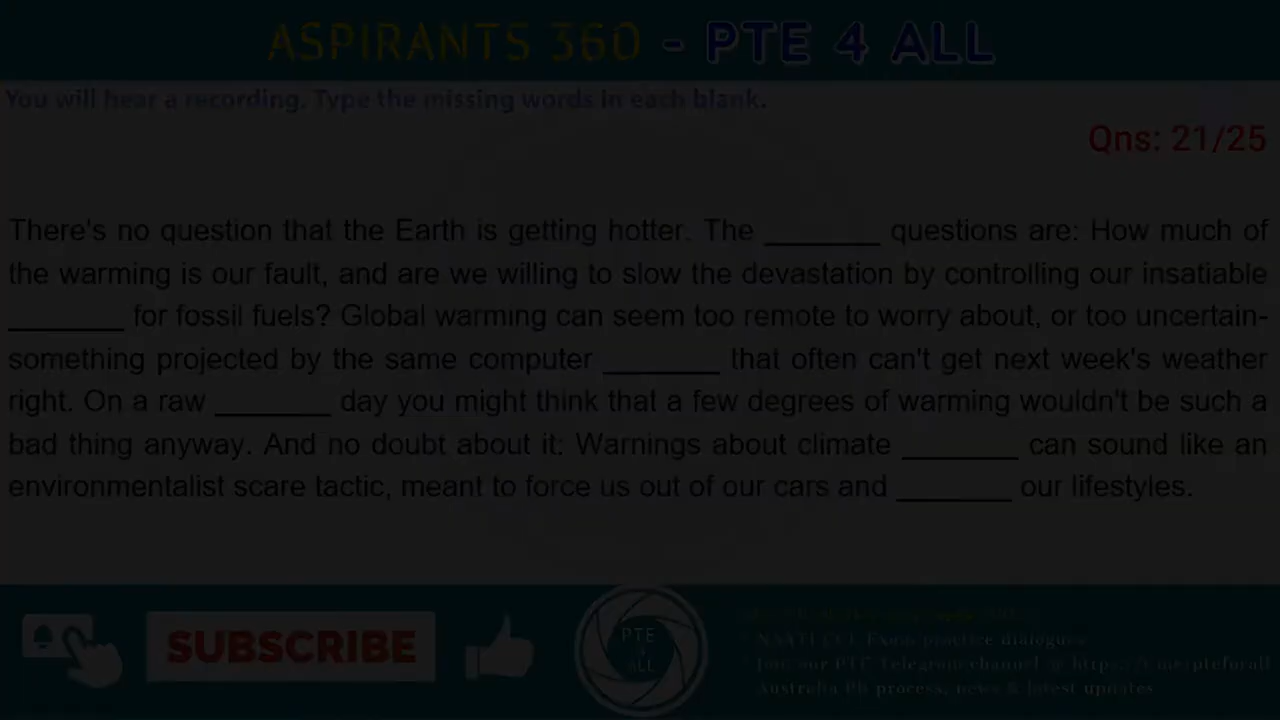 ASPIRANTS 360 - PTE 4 ALL
You will hear a recording. Type the missing words in each blank.
Qns: 21/25
There's no question that the Earth is getting hotter. The ________ questions are: How much of
the warming is our fault, and are we willing to slow the devastation by controlling our insatiable
________ for fossil fuels? Global warming can seem too remote to worry about, or too uncertain-
something projected by the same computer ________ that often can't get next week's weather
right. On a raw ________ day you might think that a few degrees of warming wouldn't be such a
bad thing anyway. And no doubt about it: Warnings about climate ________ can sound like an
environmentalist scare tactic, meant to force us out of our cars and ________ our lifestyles.
SUBSCRIBE
PTE
4
ALL
NAATI CCL Exam practice dialogues
Join our PTE Telegram channel @ https://t.me/pteforall
Australia PR process, news & latest updates